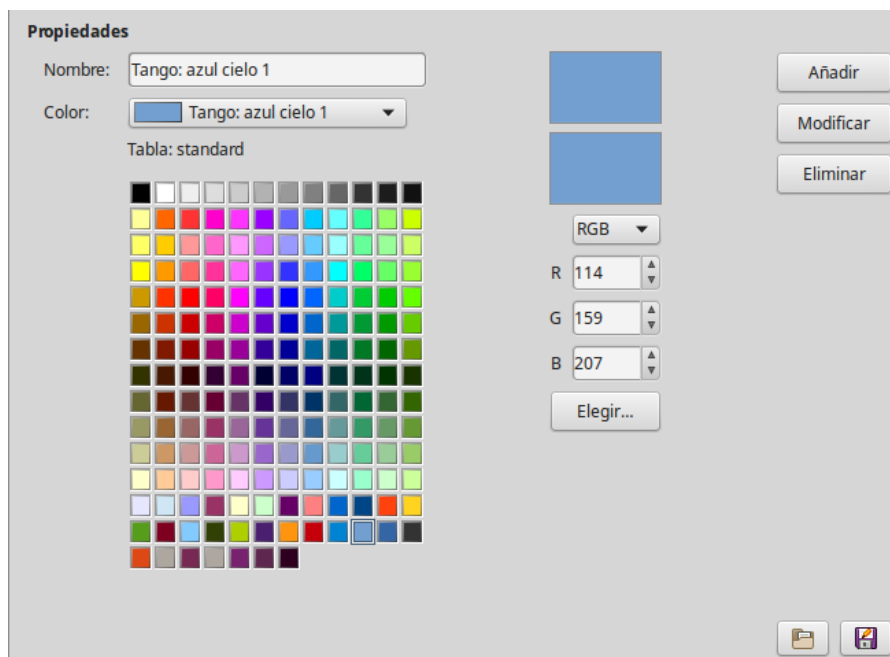 Propiedades
Nombre: Tango: azul cielo 1
Color: Tango: azul cielo 1
Tabla: standard
Añadir
Modificar
Eliminar
RGB
R 114
G 159
B 207
Elegir...